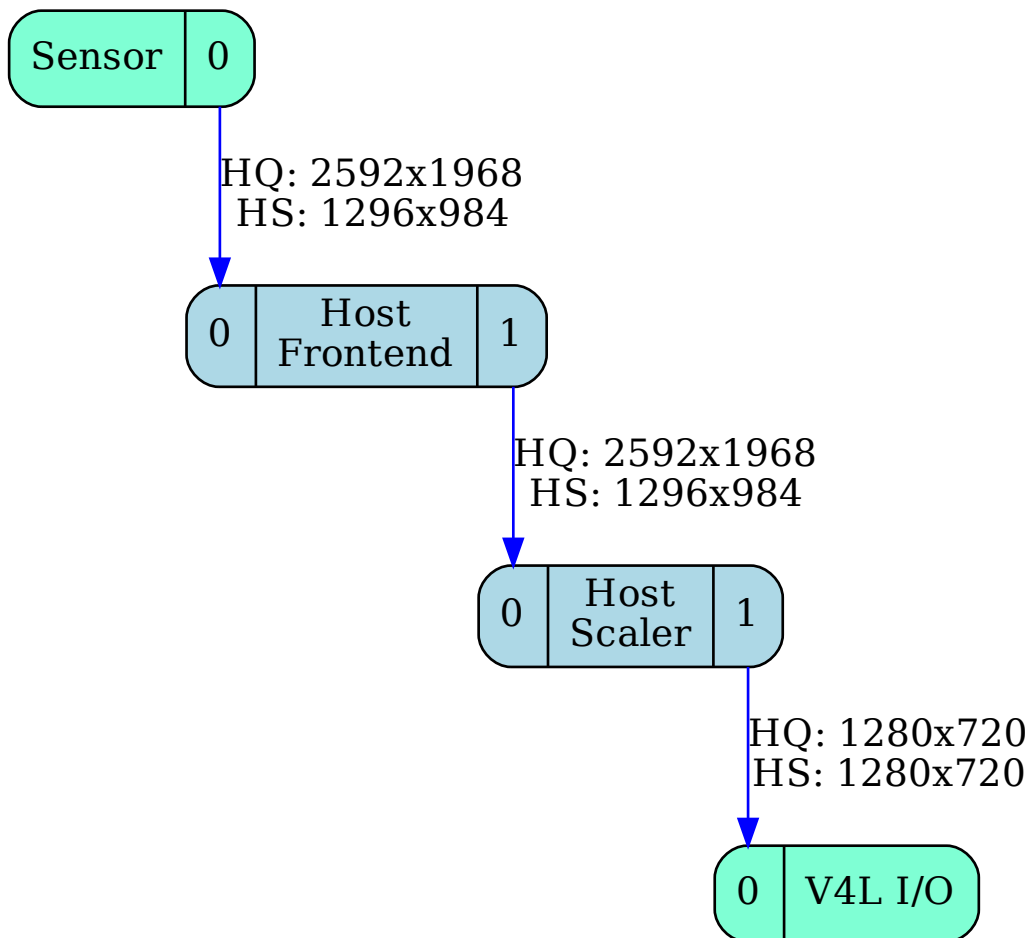 Sensor 0
HQ: 2592x1968
HS: 1296x984
0 Host Frontend 1
HQ: 2592x1968
HS: 1296x984
0 Host Scaler 1
HQ: 1280x720
HS: 1280x720
0 V4L I/O